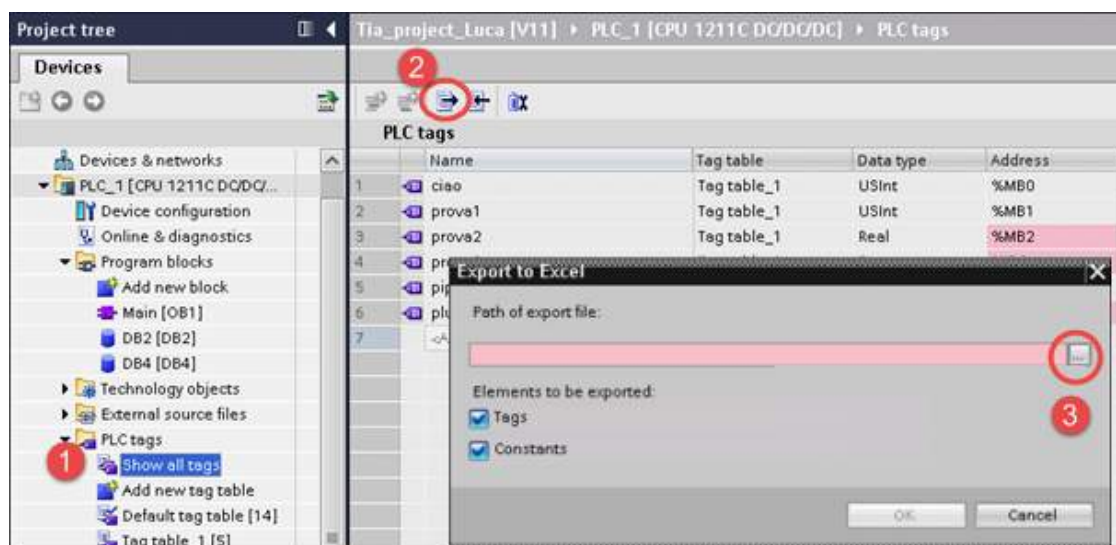 Project tree
Devices
Devices & networks
PLC_1 [CPU 1211C DC/DC/...
Device configuration
Online & diagnostics
Program blocks
Add new block
Main [OB1]
DB2 [DB2]
DB4 [DB4]
Technology objects
External source files
PLC tags
1
Show all tags
Add new tag table
Default tag table [14]
Tag table_1 [5]
Tia_project_Luca [V11] PLC_1 [CPU 1211C DC/DC/DC] PLC tags
2
PLC tags
Name Tag table Data type Address
1 ciao Tag table_1 USInt %MB0
2 prova1 Tag table_1 USInt %MB1
3 prova2 Tag table_1 Real %MB2
4
5
6
7
Export to Excel
Path of export file:
...
3
Elements to be exported:
Tags
Constants
OK Cancel